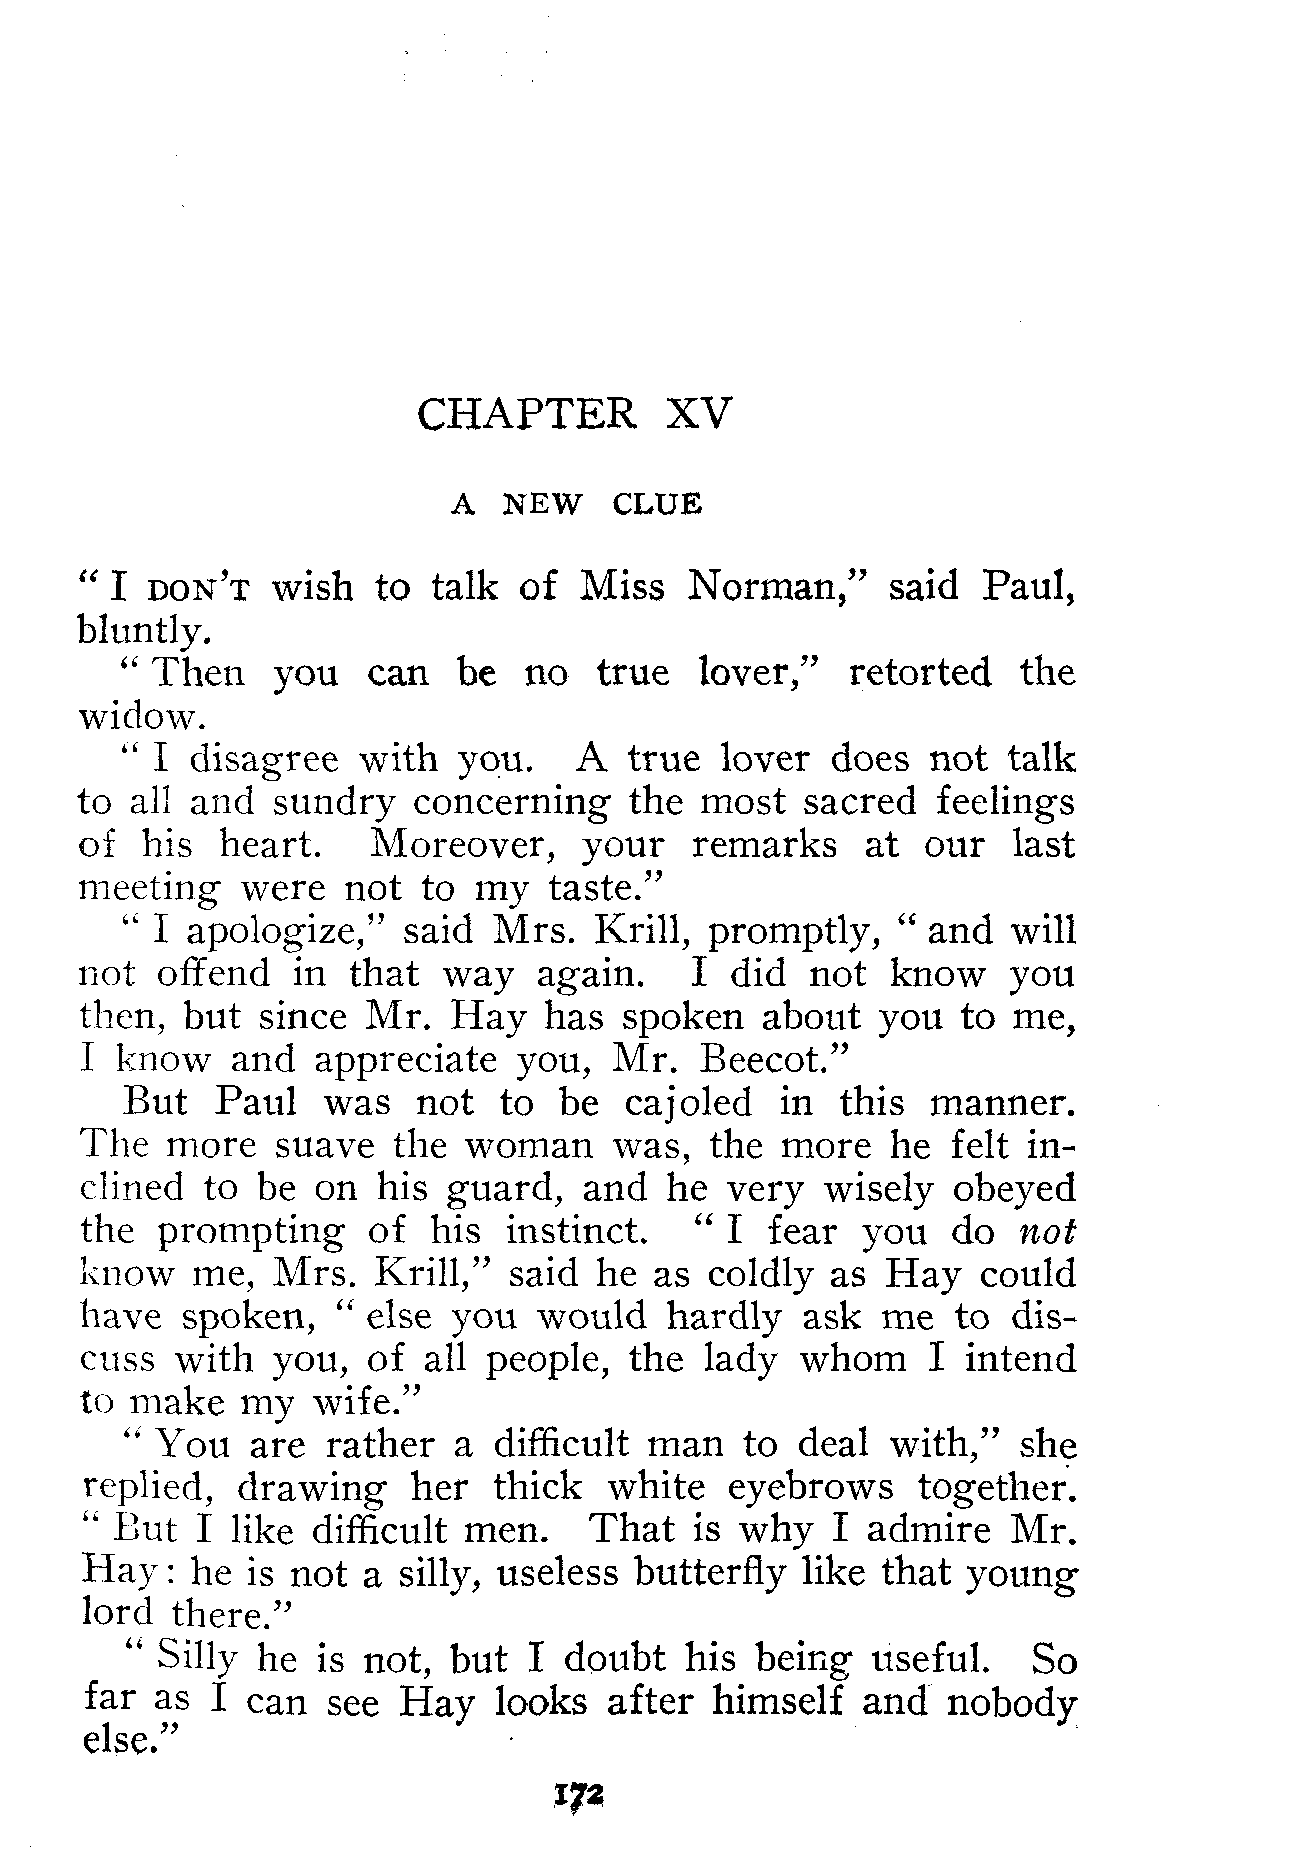 CHAPTER XV
A NEW CLUE
“ I DON’T wish to talk of Miss Norman,” said Paul,
bluntly.
“ Then you can be no true lover,” retorted the
widow.
“ I disagree with you. A true lover does not talk
to all and sundry concerning the most sacred feelings
of his heart. Moreover, your remarks at our last
meeting were not to my taste.”
“ I apologize,” said Mrs. Krill, promptly, “ and will
not offend in that way again. I did not know you
then, but since Mr. Hay has spoken about you to me,
I know and appreciate you, Mr. Beecot.”
But Paul was not to be cajoled in this manner.
The more suave the woman was, the more he felt in-
clined to be on his guard, and he very wisely obeyed
the prompting of his instinct. “ I fear you do not
know me, Mrs. Krill,” said he as coldly as Hay could
have spoken, “ else you would hardly ask me to dis-
cuss with you, of all people, the lady whom I intend
to make my wife.”
“ You are rather a difficult man to deal with,” she
replied, drawing her thick white eyebrows together.
“ But I like difficult men. That is why I admire Mr.
Hay: he is not a silly, useless butterfly like that young
lord there.”
“ Silly he is not, but I doubt his being useful. So
far as I can see Hay looks after himself and nobody
else.”
172